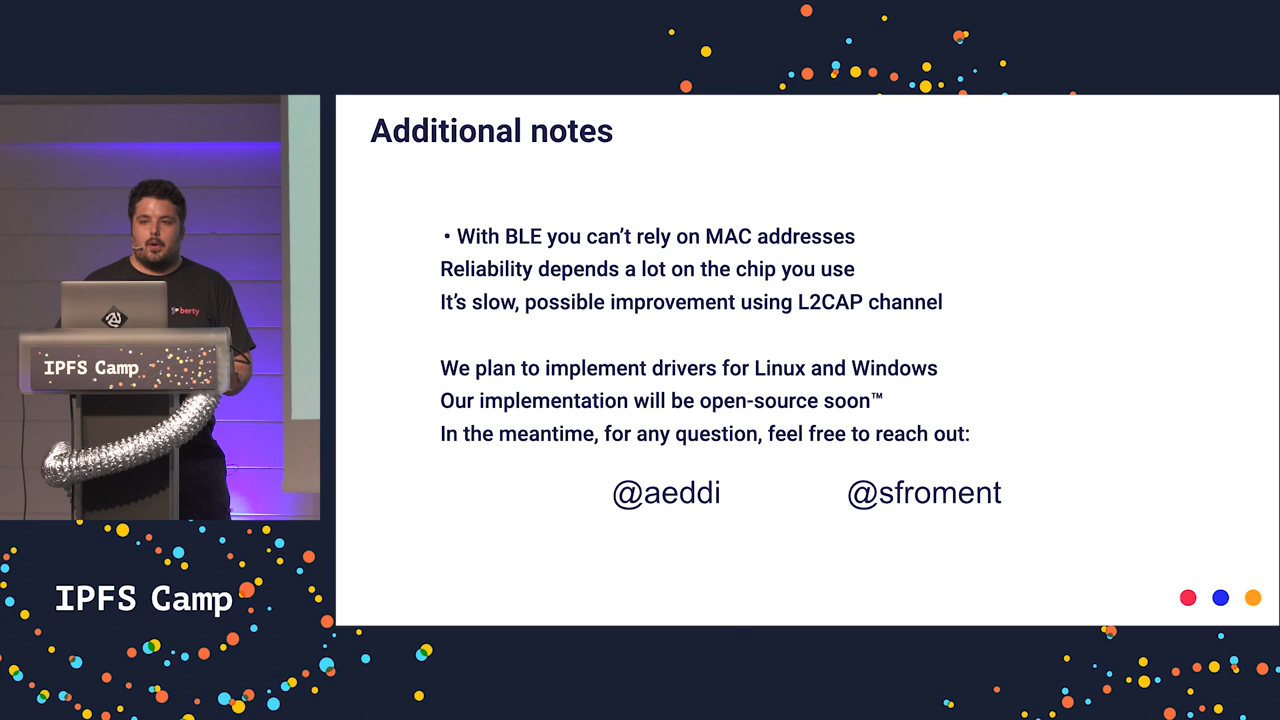 Additional notes
• With BLE you can't rely on MAC addresses
Reliability depends a lot on the chip you use
It's slow, possible improvement using L2CAP channel
We plan to implement drivers for Linux and Windows
Our implementation will be open-source soon™
In the meantime, for any question, feel free to reach out:
@aeddi @sfroment
berty
IPFS Camp
IPFS Camp